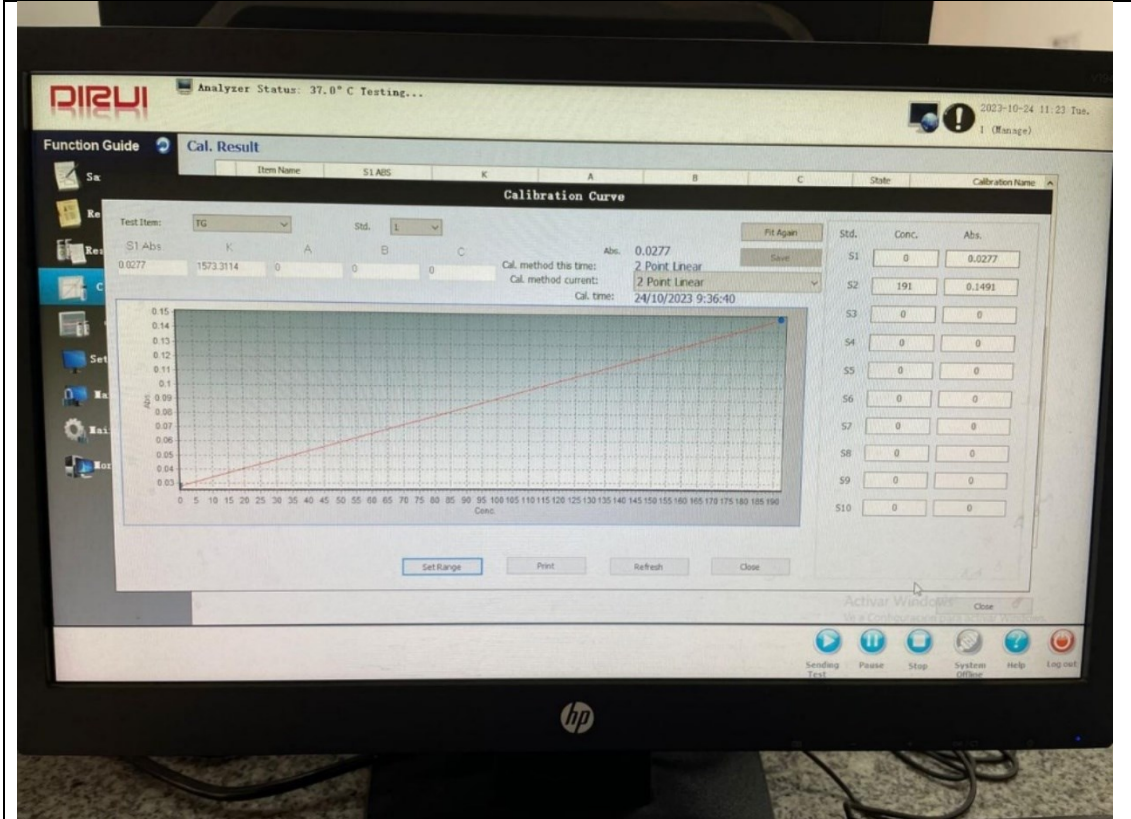 DIRUI
Analyzer Status: 37.0° C Testing...
2023-10-24 11:23 Tue.
1 (Manage)
Function Guide
Cal. Result
Item Name S1 ABS K A B C State Calibration Name
Calibration Curve
Test Item: TG Std. 1
Fit Again
Save
S1 Abs K A B C
0.0277 1573.3114 0 0 0
Abs. 0.0277
Cal. method this time: 2 Point Linear
Cal. method current: 2 Point Linear
Cal. time: 24/10/2023 9:36:40
Std. Conc. Abs.
S1 0 0.0277
S2 191 0.1491
S3 0 0
S4 0 0
S5 0 0
S6 0 0
S7 0 0
S8 0 0
S9 0 0
S10 0 0
0.15
0.14
0.13
0.12
0.11
0.1
0.09
0.08
0.07
0.06
0.05
0.04
0.03
Abs.
0 5 10 15 20 25 30 35 40 45 50 55 60 65 70 75 80 85 90 95 100 105 110 115 120 125 130 135 140 145 150 155 160 165 170 175 180 185 190
Conc.
Set Range Print Refresh Close
Sa
Re
Res
C
Set
Ma
Mai
Mor
Activar Windows
Close
Sending Test
Pause
Stop
System Offline
Help
Log out
hp